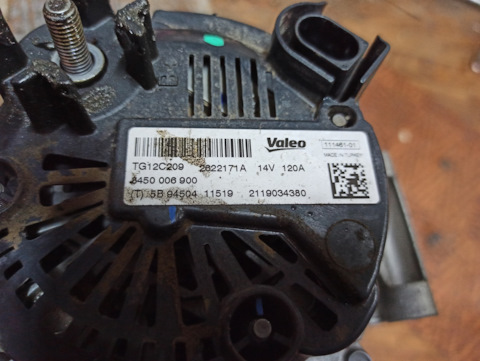 Valeo
111461-01
MADE IN TURKEY
TG12C209 2622171A 14V 120A
8450 006 900
(T) 5B 94504 11519 2119034380
B+